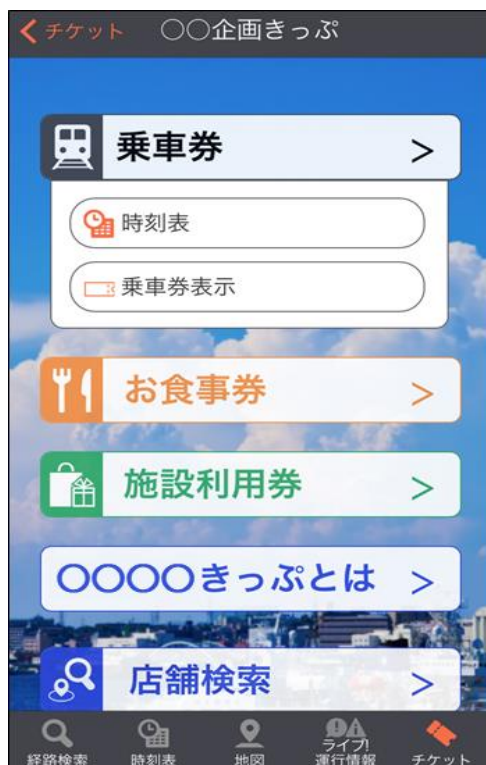 チケット
〇〇企画きっぷ
乗車券 >
時刻表
乗車券表示
お食事券 >
施設利用券 >
〇〇〇〇きっぷとは >
店舗検索 >
経路検索
時刻表
地図
ライブ!
運行情報
チケット